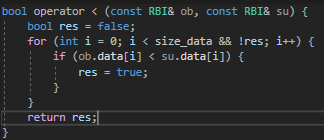 bool operator < (const RBI& ob, const RBI& su) {
    bool res = false;
    for (int i = 0; i < size_data && !res; i++) {
        if (ob.data[i] < su.data[i]) {
            res = true;
        }
    }
    return res;
}